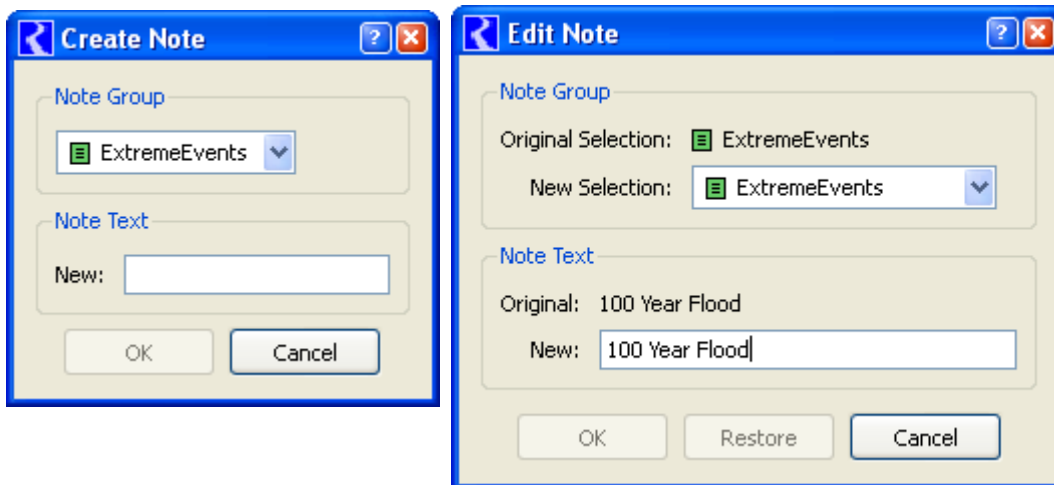 Create Note
Note Group
ExtremeEvents
Note Text
New:
OK Cancel
Edit Note
Note Group
Original Selection: ExtremeEvents
New Selection: ExtremeEvents
Note Text
Original: 100 Year Flood
New: 100 Year Flood
OK Restore Cancel